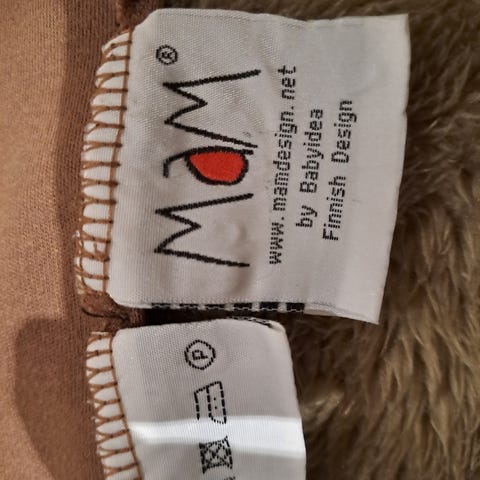 MaM®
www.mamdesign.net
by Babyidea
Finnish Design
P